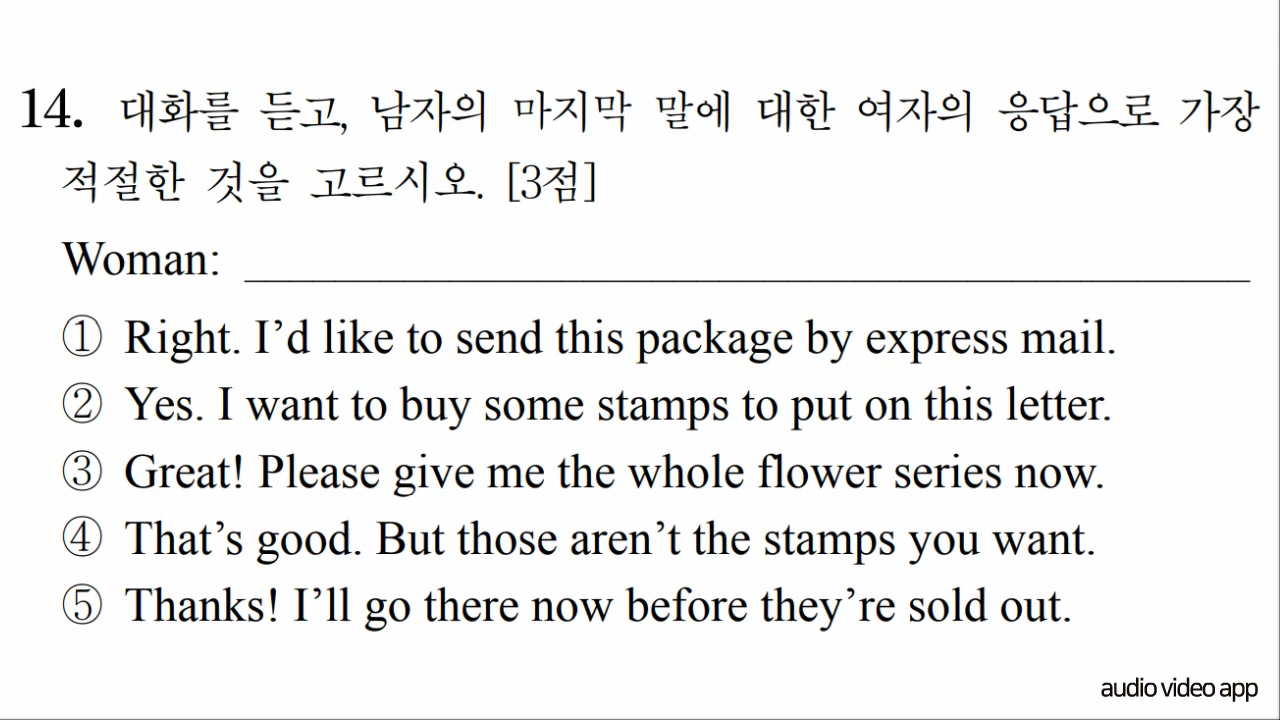 14. 대화를 듣고, 남자의 마지막 말에 대한 여자의 응답으로 가장
적절한 것을 고르시오. [3점]
Woman: ________________________________________
① Right. I’d like to send this package by express mail.
② Yes. I want to buy some stamps to put on this letter.
③ Great! Please give me the whole flower series now.
④ That’s good. But those aren’t the stamps you want.
⑤ Thanks! I’ll go there now before they’re sold out.
audio video app